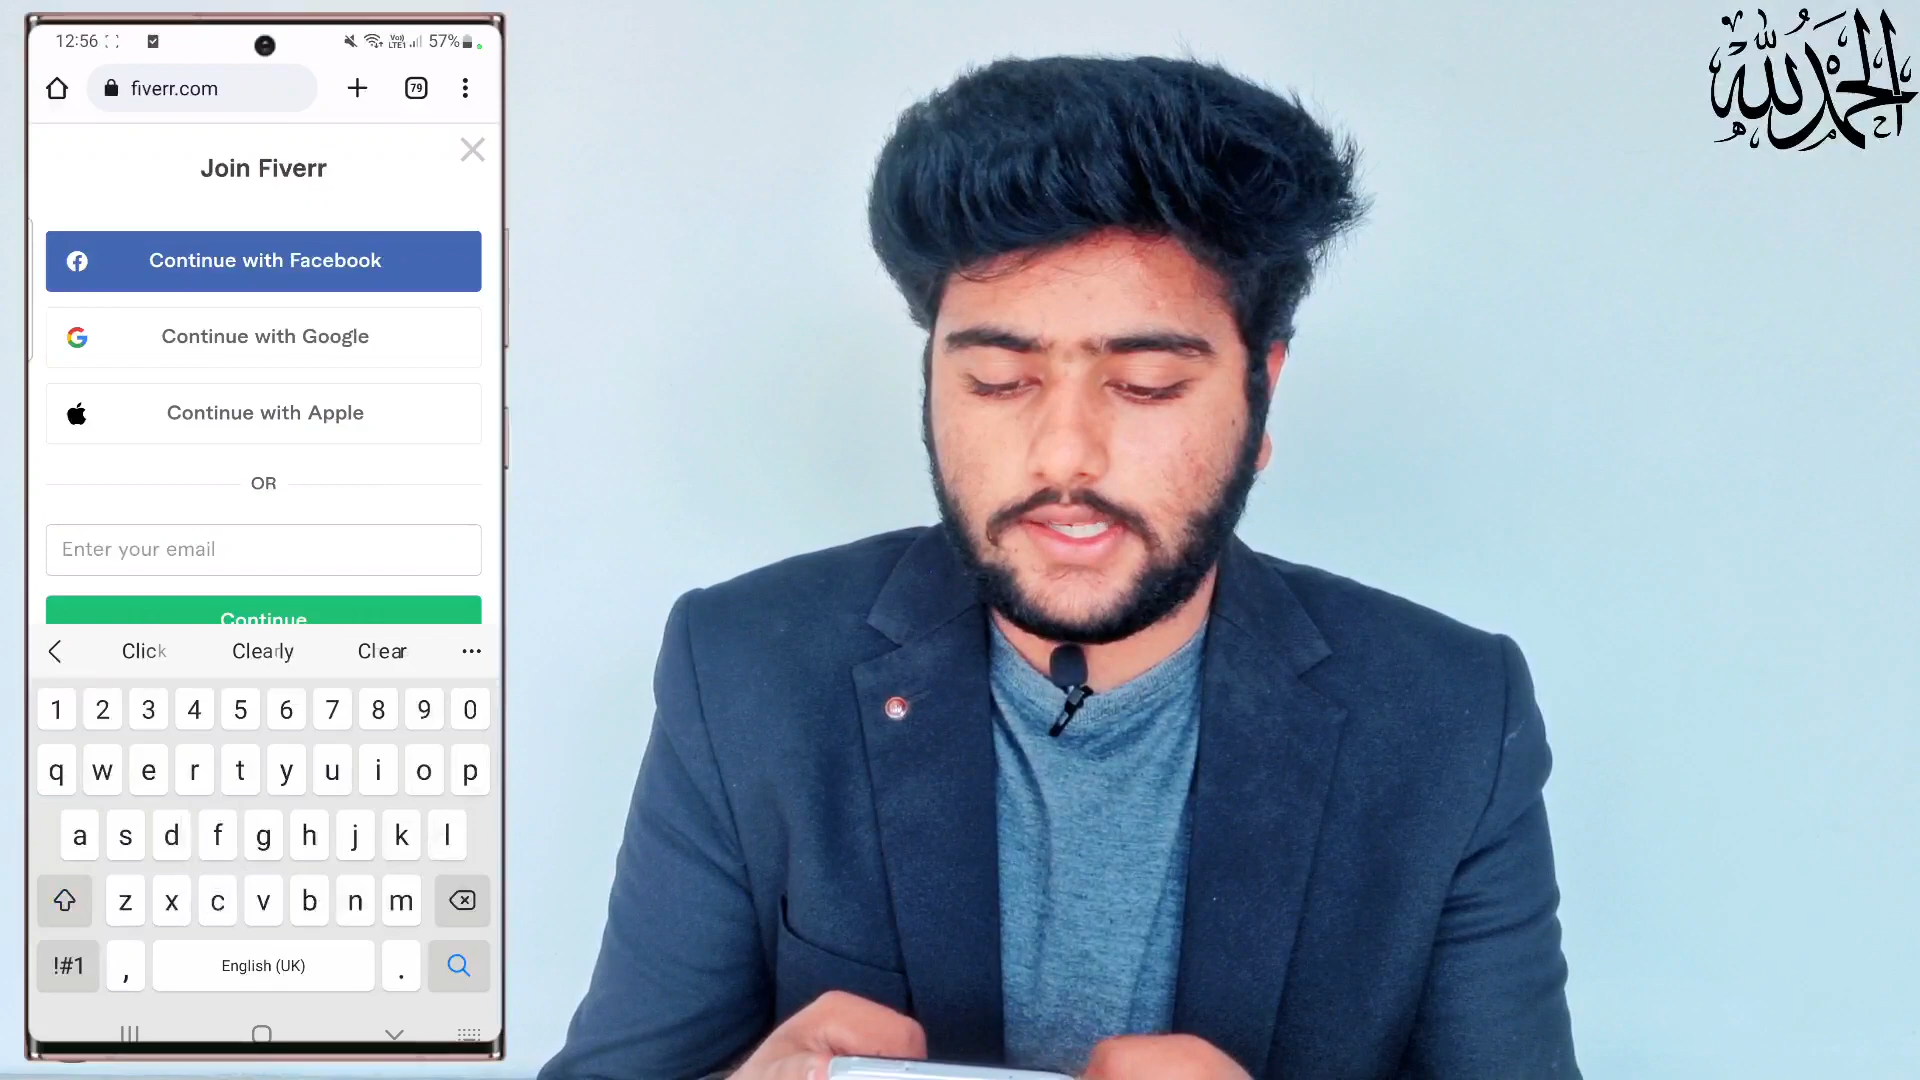 الحمد لله
12:56
Vo))
LTE1
57%
fiverr.com
79
Join Fiverr
Continue with Facebook
Continue with Google
Continue with Apple
OR
Enter your email
Continue
Click Clearly Clear
1 2 3 4 5 6 7 8 9 0
q w e r t y u i o p
a s d f g h j k l
z x c v b n m
!#1 , English (UK) .